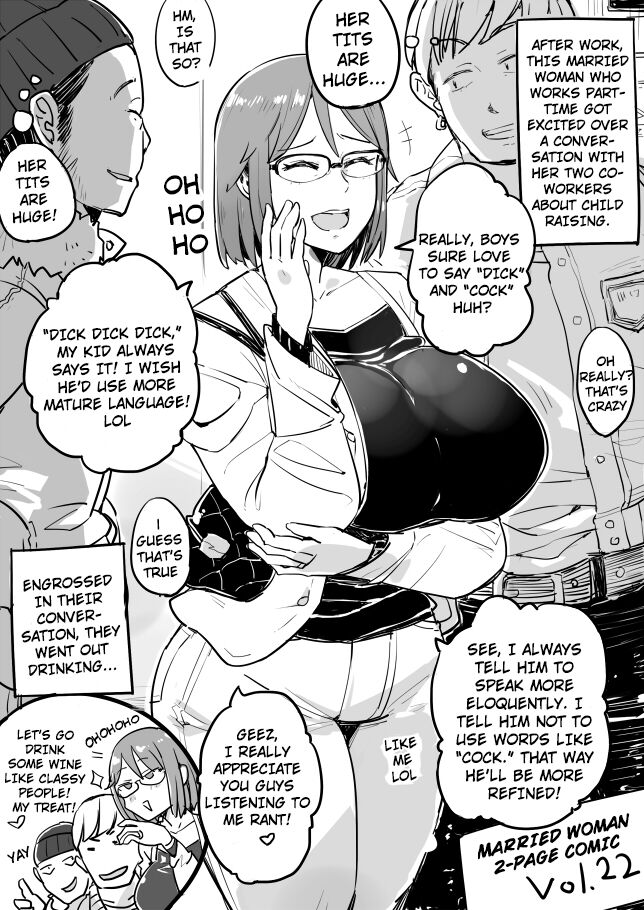 AFTER WORK,
THIS MARRIED
WOMAN WHO
WORKS PART-
TIME GOT
EXCITED OVER
A CONVER-
SATION WITH
HER TWO CO-
WORKERS
ABOUT CHILD
RAISING.
HER
TITS
ARE
HUGE...
HM,
IS
THAT
SO?
HER
TITS
ARE
HUGE!
OH
HO
HO
REALLY, BOYS
SURE LOVE
TO SAY "DICK"
AND "COCK"
HUH?
"DICK DICK DICK,"
MY KID ALWAYS
SAYS IT! I WISH
HE'D USE MORE
MATURE LANGUAGE!
LOL
OH
REALLY?
THAT'S
CRAZY
I
GUESS
THAT'S
TRUE
ENGROSSED
IN THEIR
CONVER-
SATION, THEY
WENT OUT
DRINKING...
SEE, I ALWAYS
TELL HIM TO
SPEAK MORE
ELOQUENTLY. I
TELL HIM NOT TO
USE WORDS LIKE
"COCK." THAT WAY
HE'LL BE MORE
REFINED!
LIKE
ME
LOL
GEEZ,
I REALLY
APPRECIATE
YOU GUYS
LISTENING TO
ME RANT!
♡
OHOHOHO
LET'S GO
DRINK
SOME WINE
LIKE CLASSY
PEOPLE!
MY TREAT!
♡
YAY
MARRIED WOMAN
2-PAGE COMIC
Vol.22